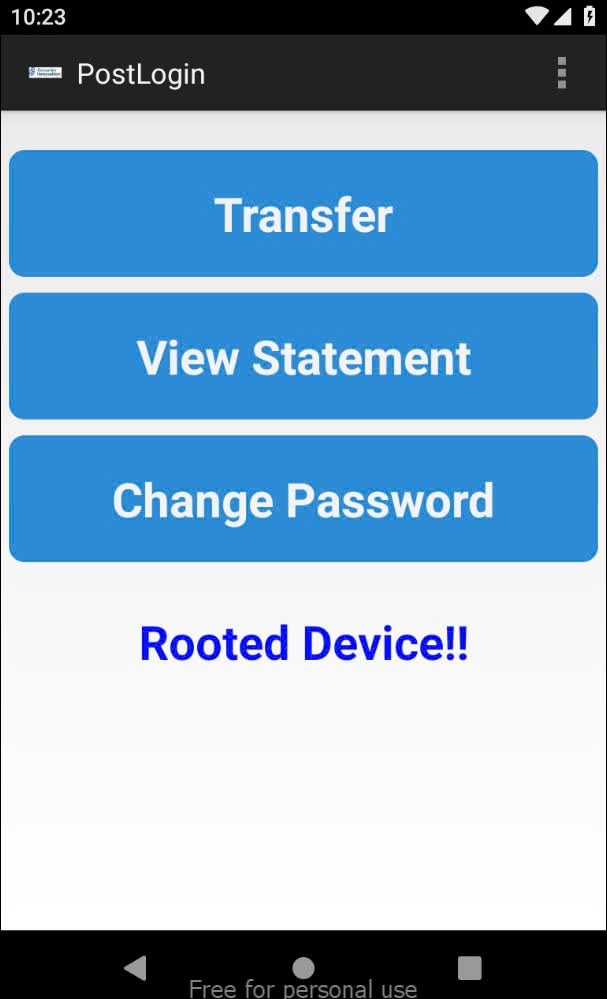 10:23
PostLogin
Transfer
View Statement
Change Password
Rooted Device!!
Free for personal use